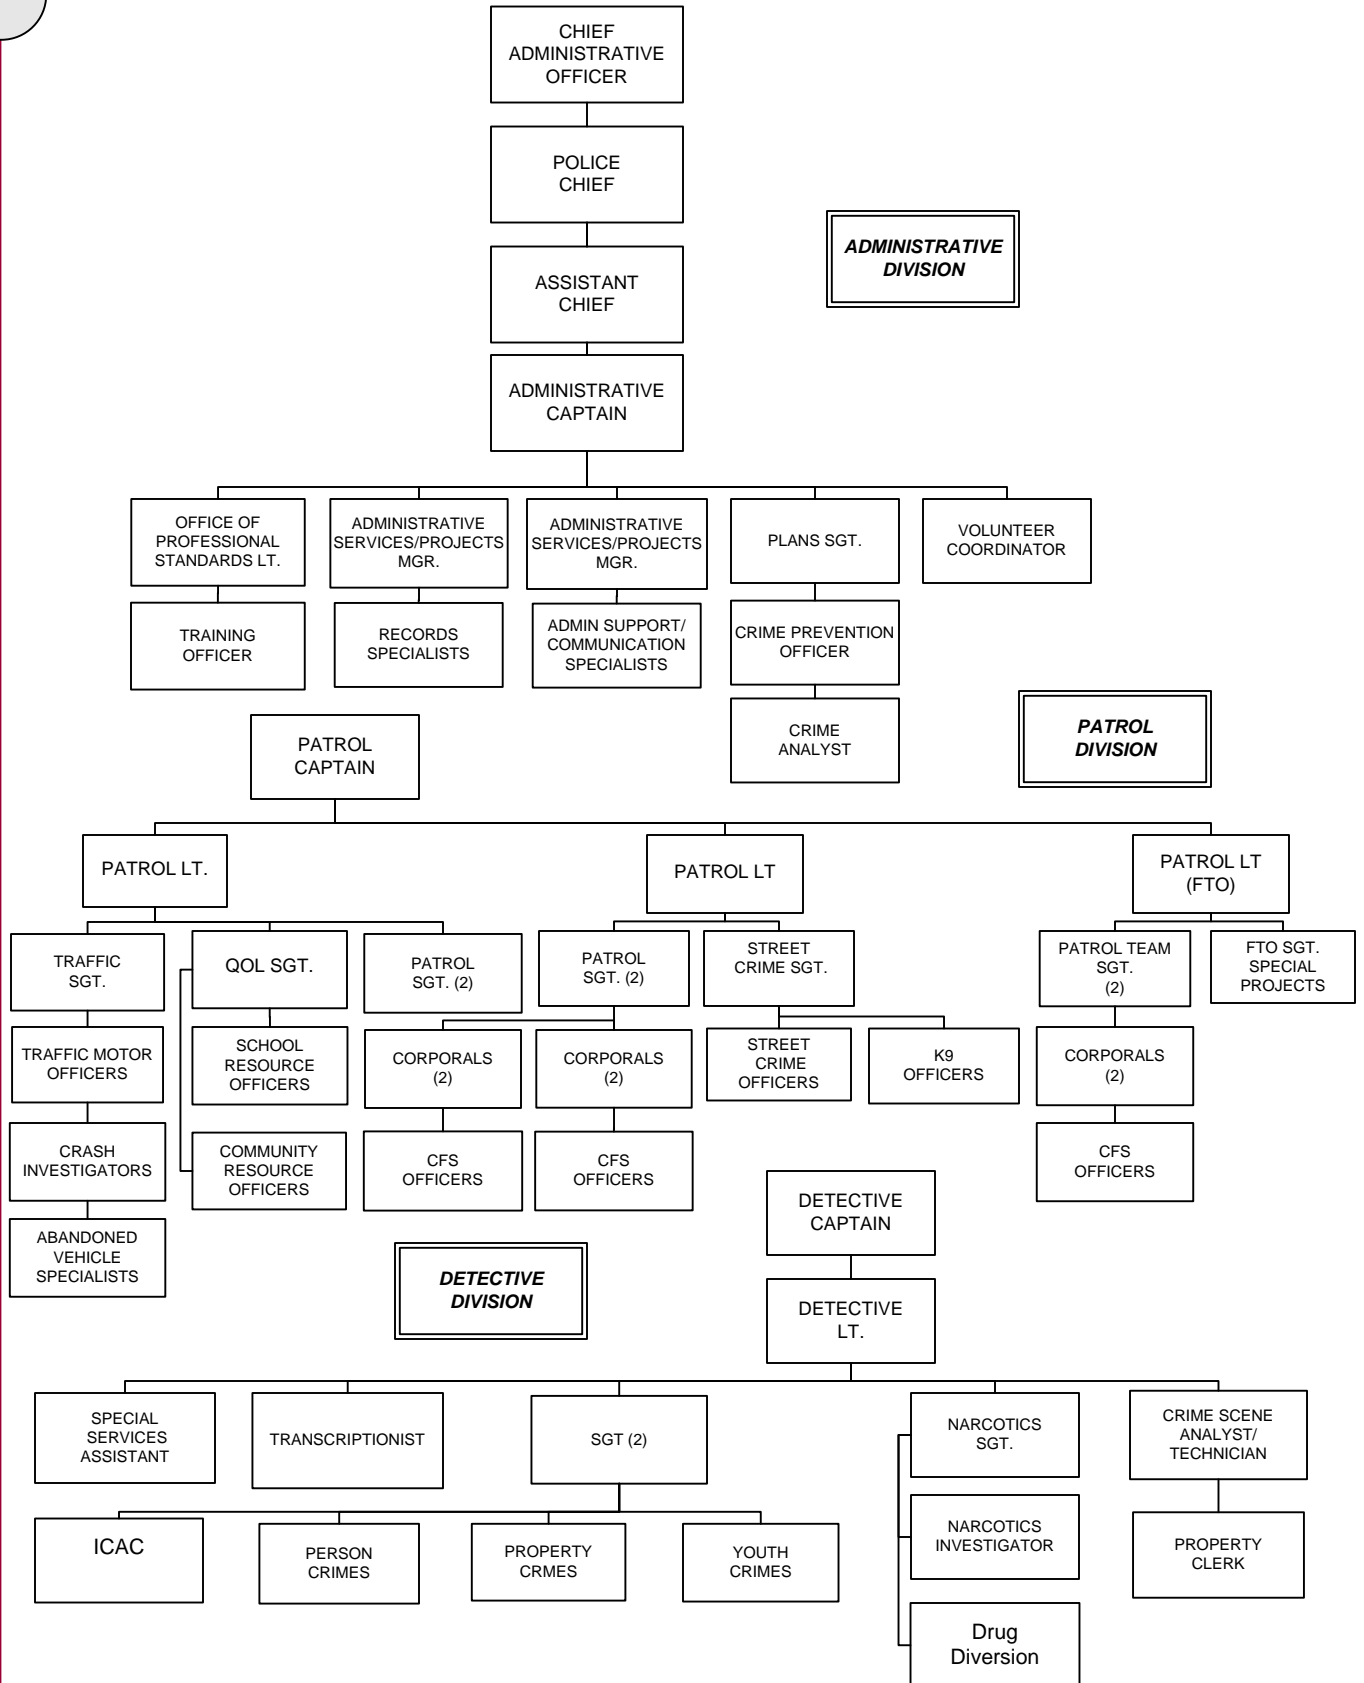 CHIEF
ADMINISTRATIVE
OFFICER
POLICE
CHIEF
ADMINISTRATIVE
DIVISION
ASSISTANT
CHIEF
ADMINISTRATIVE
CAPTAIN
OFFICE OF
PROFESSIONAL
STANDARDS LT.
ADMINISTRATIVE
SERVICES/PROJECTS
MGR.
ADMINISTRATIVE
SERVICES/PROJECTS
MGR.
PLANS SGT.
VOLUNTEER
COORDINATOR
TRAINING
OFFICER
RECORDS
SPECIALISTS
ADMIN SUPPORT/
COMMUNICATION
SPECIALISTS
CRIME PREVENTION
OFFICER
CRIME
ANALYST
PATROL
DIVISION
PATROL
CAPTAIN
PATROL LT.
PATROL LT
PATROL LT
(FTO)
TRAFFIC
SGT.
QOL SGT.
PATROL
SGT. (2)
PATROL
SGT. (2)
STREET
CRIME SGT.
PATROL TEAM
SGT.
(2)
FTO SGT.
SPECIAL
PROJECTS
TRAFFIC MOTOR
OFFICERS
SCHOOL
RESOURCE
OFFICERS
CORPORALS
(2)
CORPORALS
(2)
STREET
CRIME
OFFICERS
K9
OFFICERS
CORPORALS
(2)
CRASH
INVESTIGATORS
COMMUNITY
RESOURCE
OFFICERS
CFS
OFFICERS
CFS
OFFICERS
CFS
OFFICERS
ABANDONED
VEHICLE
SPECIALISTS
DETECTIVE
DIVISION
DETECTIVE
CAPTAIN
DETECTIVE
LT.
SPECIAL
SERVICES
ASSISTANT
TRANSCRIPTIONIST
SGT (2)
NARCOTICS
SGT.
CRIME SCENE
ANALYST/
TECHNICIAN
ICAC
PERSON
CRIMES
PROPERTY
CRMES
YOUTH
CRIMES
NARCOTICS
INVESTIGATOR
PROPERTY
CLERK
Drug
Diversion